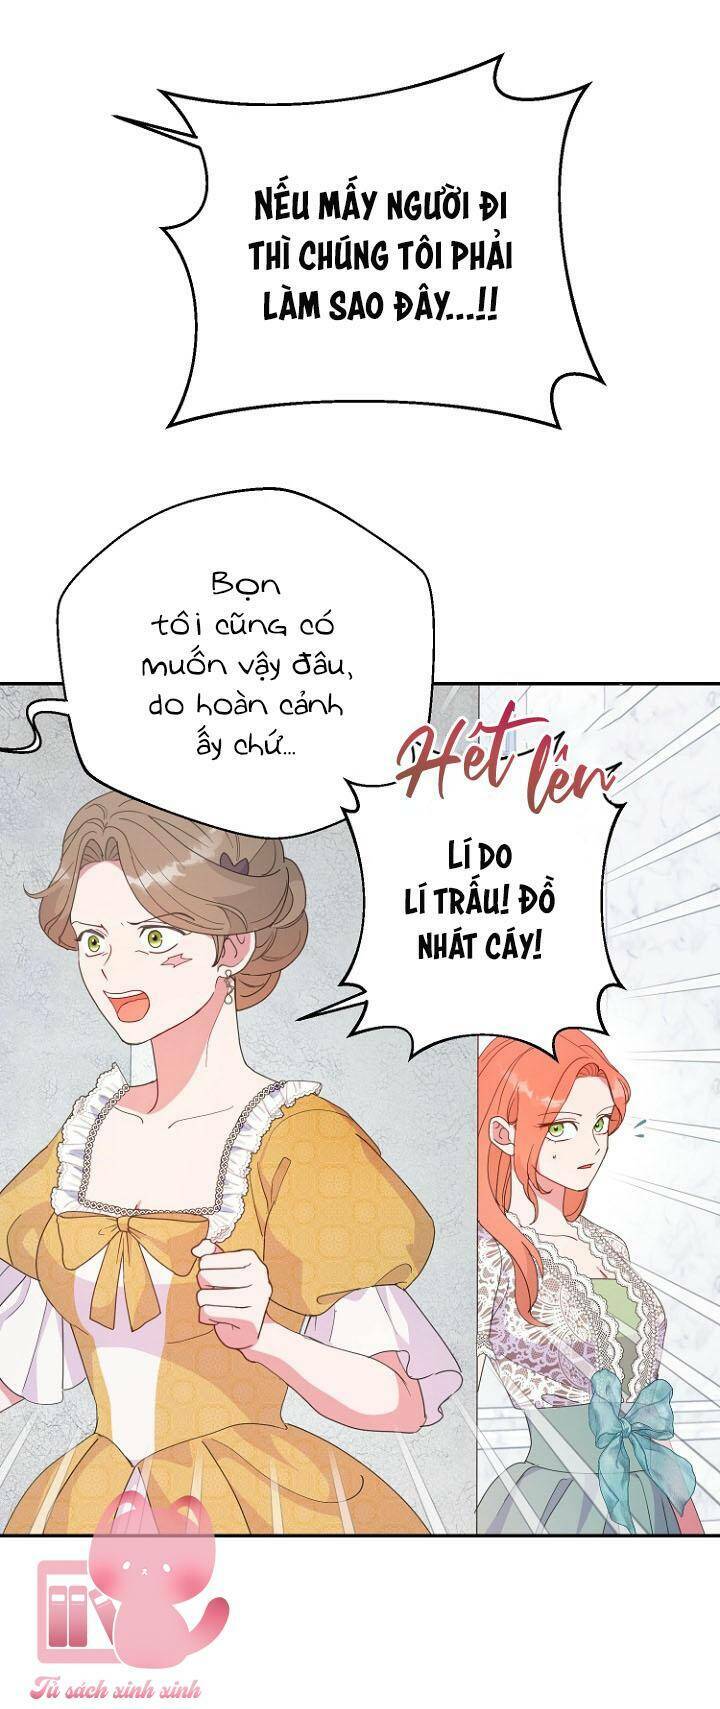 NẾU MẤY NGƯỜI ĐI
THÌ CHÚNG TÔI PHẢI
LÀM SAO ĐÂY...!!
Bọn
tôi cũng có
muốn vậy đâu,
do hoàn cảnh
ấy chứ...
Hét lên
LÍ DO
LÍ TRẤU! ĐỒ
NHÁT CÁY!
Tủ sách xinh xinh